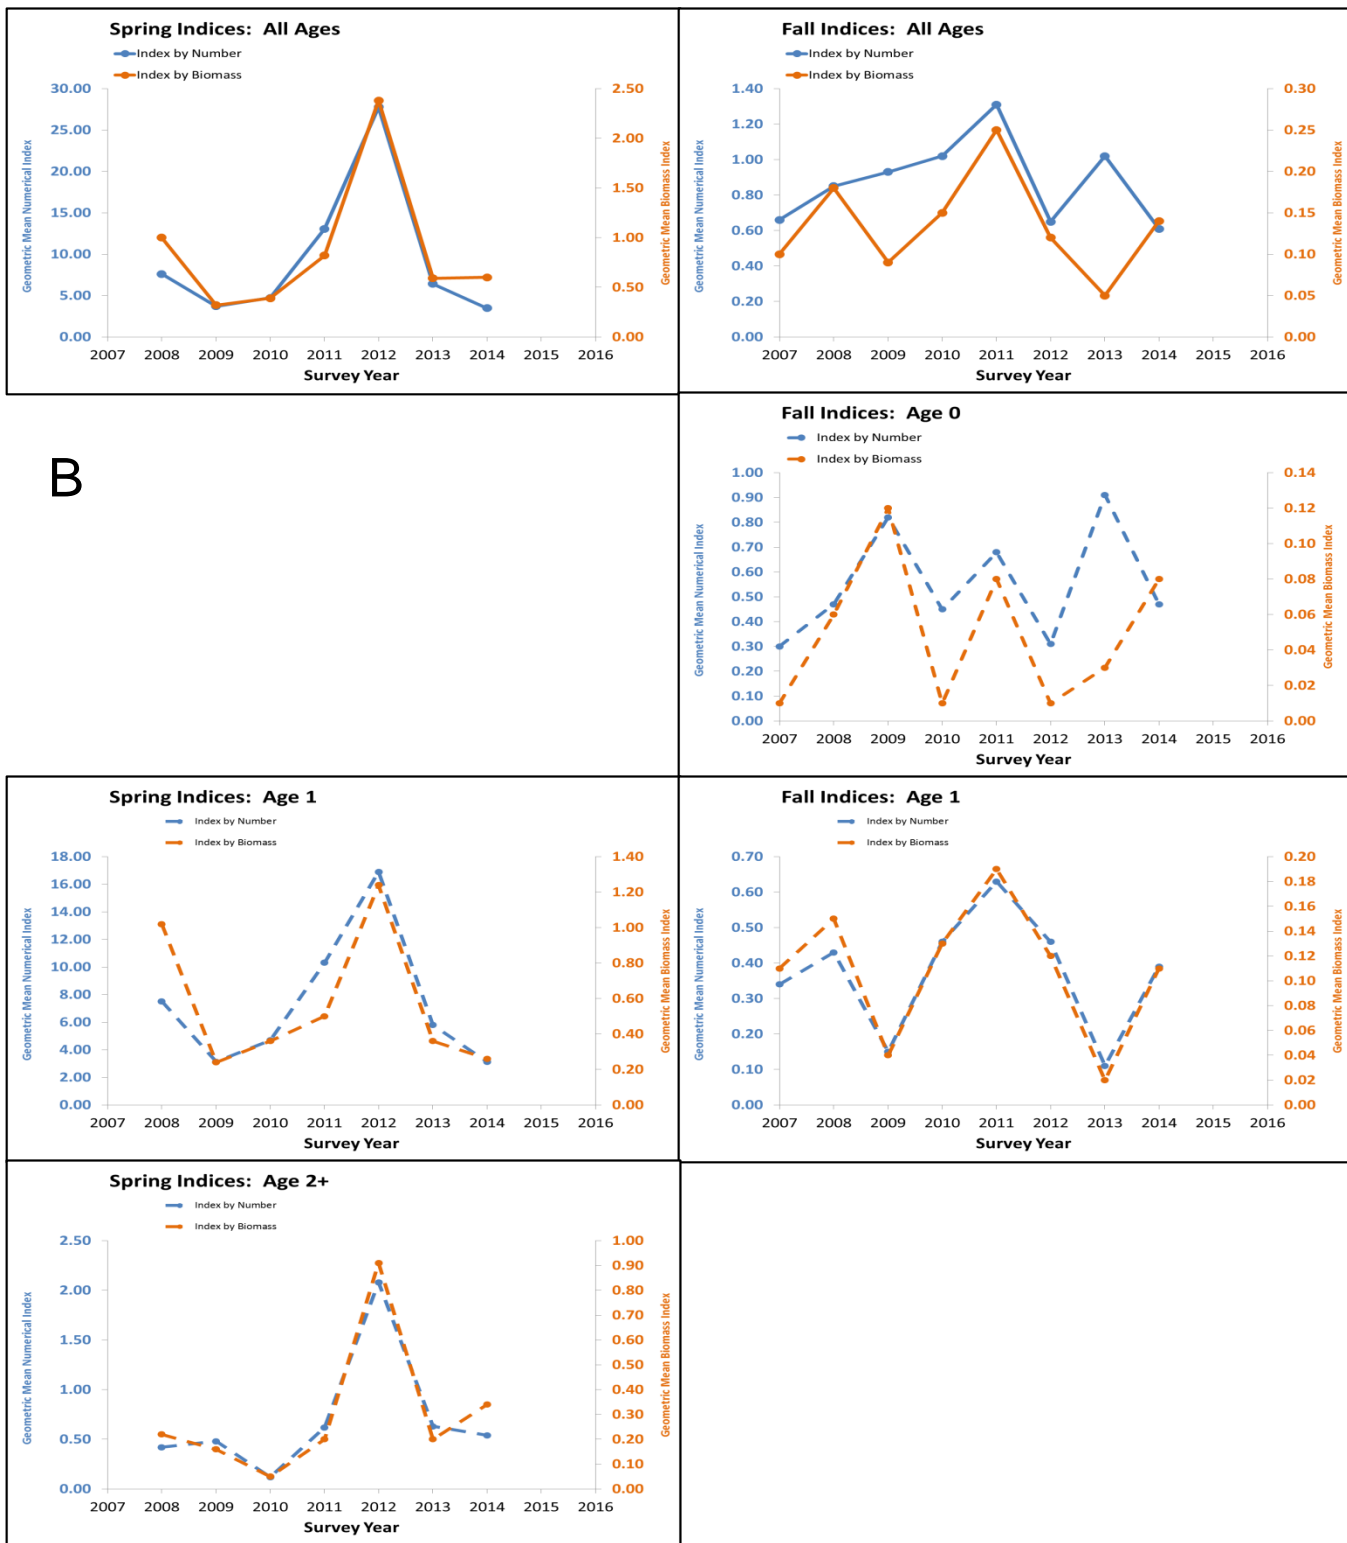 Spring Indices:  All Ages
Index by Number
Index by Biomass
30.00
25.00
20.00
15.00
10.00
5.00
0.00
Geometric Mean Numerical Index
2.50
2.00
1.50
1.00
0.50
0.00
Geometric Mean Biomass Index
2007 2008 2009 2010 2011 2012 2013 2014 2015 2016
Survey Year
Fall Indices:  All Ages
Index by Number
Index by Biomass
1.40
1.20
1.00
0.80
0.60
0.40
0.20
0.00
Geometric Mean Numerical Index
0.30
0.25
0.20
0.15
0.10
0.05
0.00
Geometric Mean Biomass Index
2007 2008 2009 2010 2011 2012 2013 2014 2015 2016
Survey Year
B
Fall Indices:  Age 0
Index by Number
Index by Biomass
1.00
0.90
0.80
0.70
0.60
0.50
0.40
0.30
0.20
0.10
0.00
Geometric Mean Numerical Index
0.14
0.12
0.10
0.08
0.06
0.04
0.02
0.00
Geometric Mean Biomass Index
2007 2008 2009 2010 2011 2012 2013 2014 2015 2016
Survey Year
Spring Indices:  Age 1
Index by Number
Index by Biomass
18.00
16.00
14.00
12.00
10.00
8.00
6.00
4.00
2.00
0.00
Geometric Mean Numerical Index
1.40
1.20
1.00
0.80
0.60
0.40
0.20
0.00
Geometric Mean Biomass Index
2007 2008 2009 2010 2011 2012 2013 2014 2015 2016
Survey Year
Fall Indices:  Age 1
Index by Number
Index by Biomass
0.70
0.60
0.50
0.40
0.30
0.20
0.10
0.00
Geometric Mean Numerical Index
0.20
0.18
0.16
0.14
0.12
0.10
0.08
0.06
0.04
0.02
0.00
Geometric Mean Biomass Index
2007 2008 2009 2010 2011 2012 2013 2014 2015 2016
Survey Year
Spring Indices:  Age 2+
Index by Number
Index by Biomass
2.50
2.00
1.50
1.00
0.50
0.00
Geometric Mean Numerical Index
1.00
0.90
0.80
0.70
0.60
0.50
0.40
0.30
0.20
0.10
0.00
Geometric Mean Biomass Index
2007 2008 2009 2010 2011 2012 2013 2014 2015 2016
Survey Year